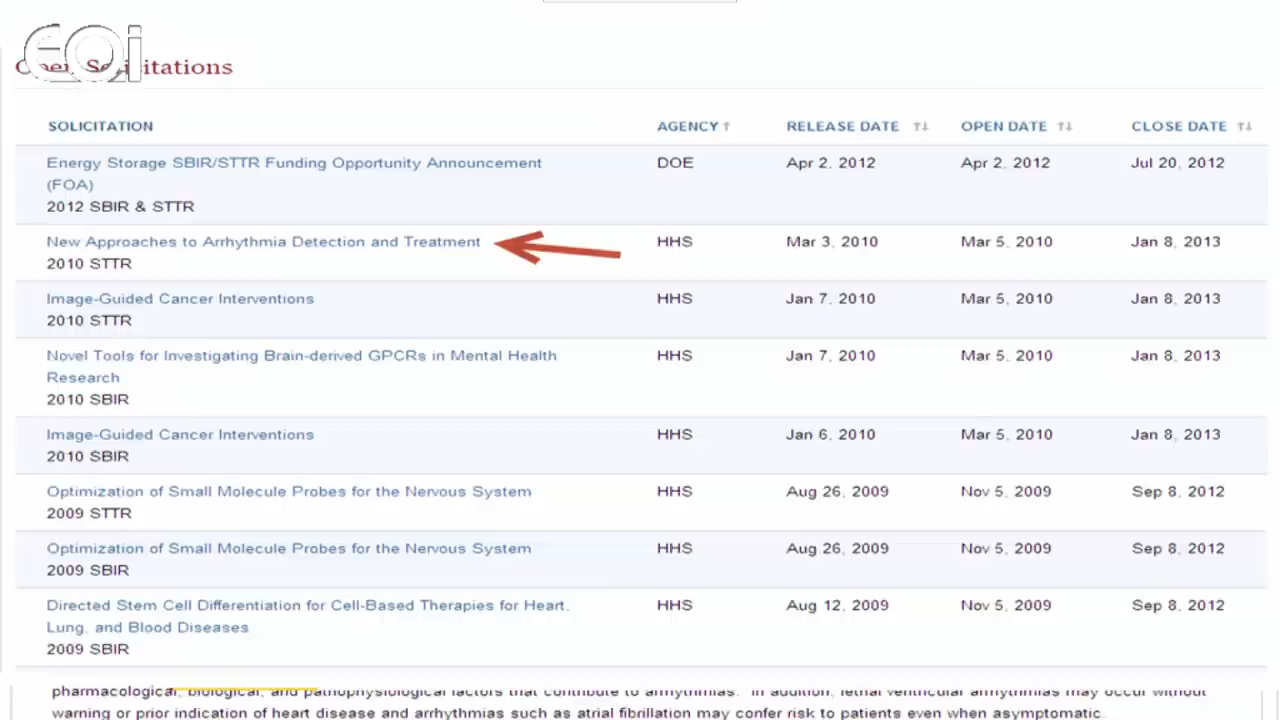 EQi
Open Solicitations
SOLICITATION AGENCY RELEASE DATE OPEN DATE CLOSE DATE
Energy Storage SBIR/STTR Funding Opportunity Announcement DOE Apr 2, 2012 Apr 2, 2012 Jul 20, 2012
(FOA)
2012 SBIR & STTR
New Approaches to Arrhythmia Detection and Treatment HHS Mar 3, 2010 Mar 5, 2010 Jan 8, 2013
2010 STTR
Image-Guided Cancer Interventions HHS Jan 7, 2010 Mar 5, 2010 Jan 8, 2013
2010 STTR
Novel Tools for Investigating Brain-derived GPCRs in Mental Health HHS Jan 7, 2010 Mar 5, 2010 Jan 8, 2013
Research
2010 SBIR
Image-Guided Cancer Interventions HHS Jan 6, 2010 Mar 5, 2010 Jan 8, 2013
2010 SBIR
Optimization of Small Molecule Probes for the Nervous System HHS Aug 26, 2009 Nov 5, 2009 Sep 8, 2012
2009 STTR
Optimization of Small Molecule Probes for the Nervous System HHS Aug 26, 2009 Nov 5, 2009 Sep 8, 2012
2009 SBIR
Directed Stem Cell Differentiation for Cell-Based Therapies for Heart, HHS Aug 12, 2009 Nov 5, 2009 Sep 8, 2012
Lung, and Blood Diseases
2009 SBIR
pharmacological, biological, and pathophysiological factors that contribute to arrhythmias. In addition, lethal ventricular arrhythmias may occur without
warning or prior indication of heart disease and arrhythmias such as atrial fibrillation may confer risk to patients even when asymptomatic.